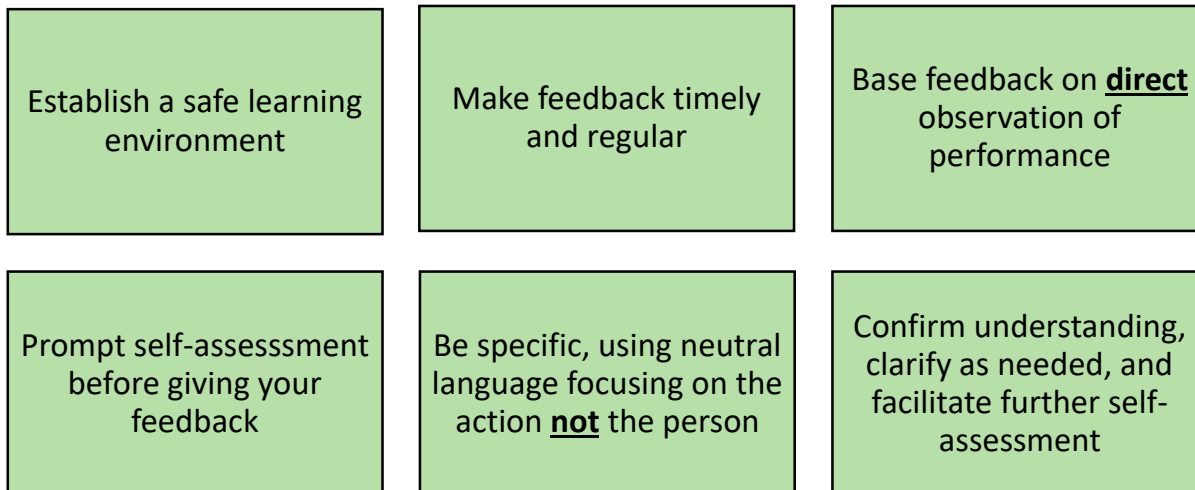 Establish a safe learning
environment
Make feedback timely
and regular
Base feedback on direct
observation of
performance
Prompt self-assesssment
before giving your
feedback
Be specific, using neutral
language focusing on the
action not the person
Confirm understanding,
clarify as needed, and
facilitate further self-
assessment